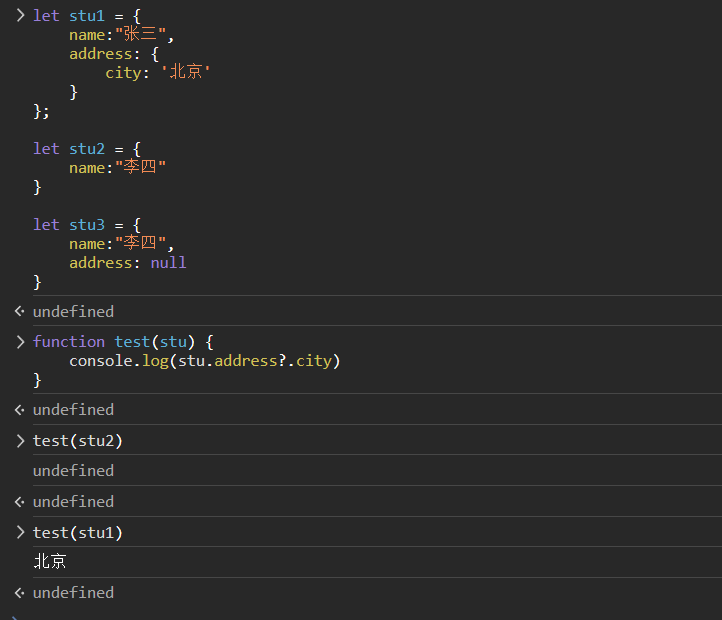 > let stu1 = {
    name:"张三",
    address: {
        city: '北京'
    }
};

let stu2 = {
    name:"李四"
}

let stu3 = {
    name:"李四",
    address: null
}
<· undefined
> function test(stu) {
    console.log(stu.address?.city)
}
<· undefined
> test(stu2)
undefined
<· undefined
> test(stu1)
北京
<· undefined